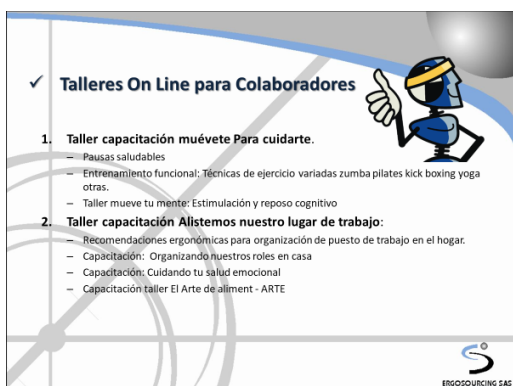 ✓ Talleres On Line para Colaboradores
1. Taller capacitación muévete Para cuidarte.
– Pausas saludables
– Entrenamiento funcional: Técnicas de ejercicio variadas zumba pilates kick boxing yoga
otras.
– Taller mueve tu mente: Estimulación y reposo cognitivo
2. Taller capacitación Alistemos nuestro lugar de trabajo:
– Recomendaciones ergonómicas para organización de puesto de trabajo en el hogar.
– Capacitación: Organizando nuestros roles en casa
– Capacitación: Cuidando tu salud emocional
– Capacitación taller El Arte de aliment - ARTE
ERGOSOURCING SAS